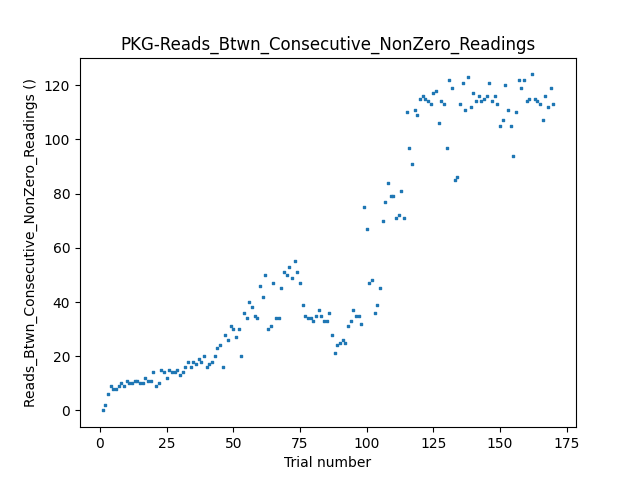 PKG-Reads_Btwn_Consecutive_NonZero_Readings
Reads_Btwn_Consecutive_NonZero_Readings ()
120
100
80
60
40
20
0
0 25 50 75 100 125 150 175
Trial number